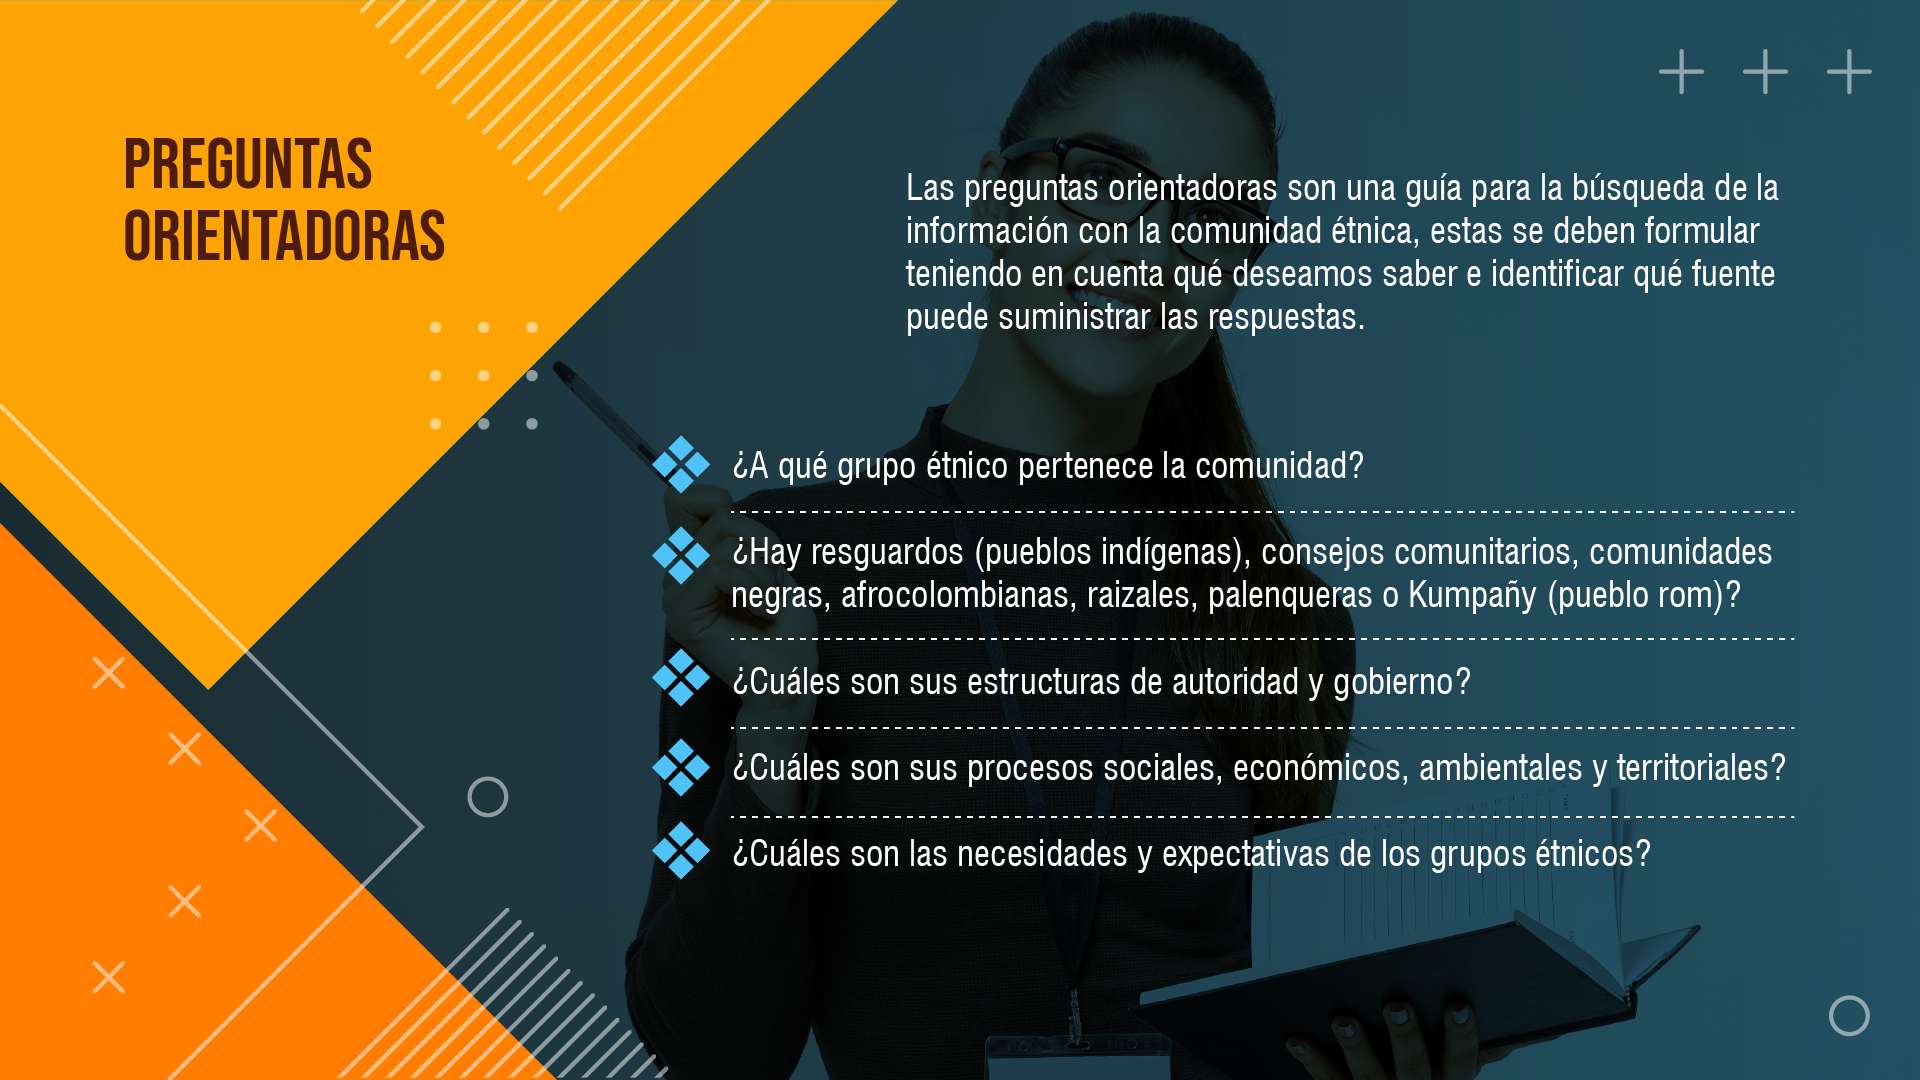 PREGUNTAS
ORIENTADORAS
Las preguntas orientadoras son una guía para la búsqueda de la
información con la comunidad étnica, estas se deben formular
teniendo en cuenta qué deseamos saber e identificar qué fuente
puede suministrar las respuestas.
¿A qué grupo étnico pertenece la comunidad?
¿Hay resguardos (pueblos indígenas), consejos comunitarios, comunidades
negras, afrocolombianas, raizales, palenqueras o Kumpañy (pueblo rom)?
¿Cuáles son sus estructuras de autoridad y gobierno?
¿Cuáles son sus procesos sociales, económicos, ambientales y territoriales?
¿Cuáles son las necesidades y expectativas de los grupos étnicos?